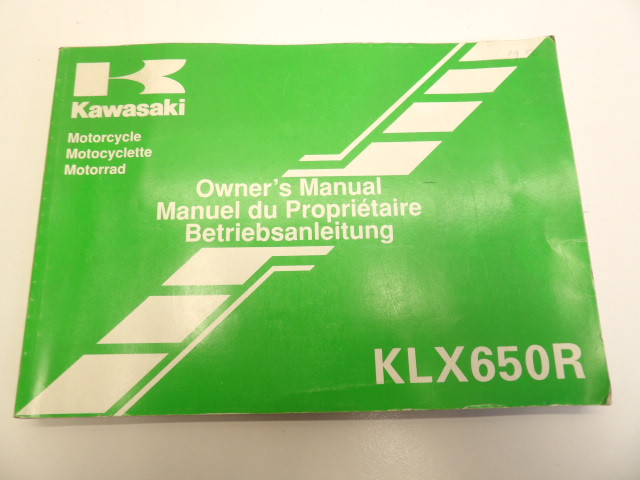 Kawasaki
Motorcycle
Motocyclette
Motorrad
Owner's Manual
Manuel du Propriétaire
Betriebsanleitung
KLX650R